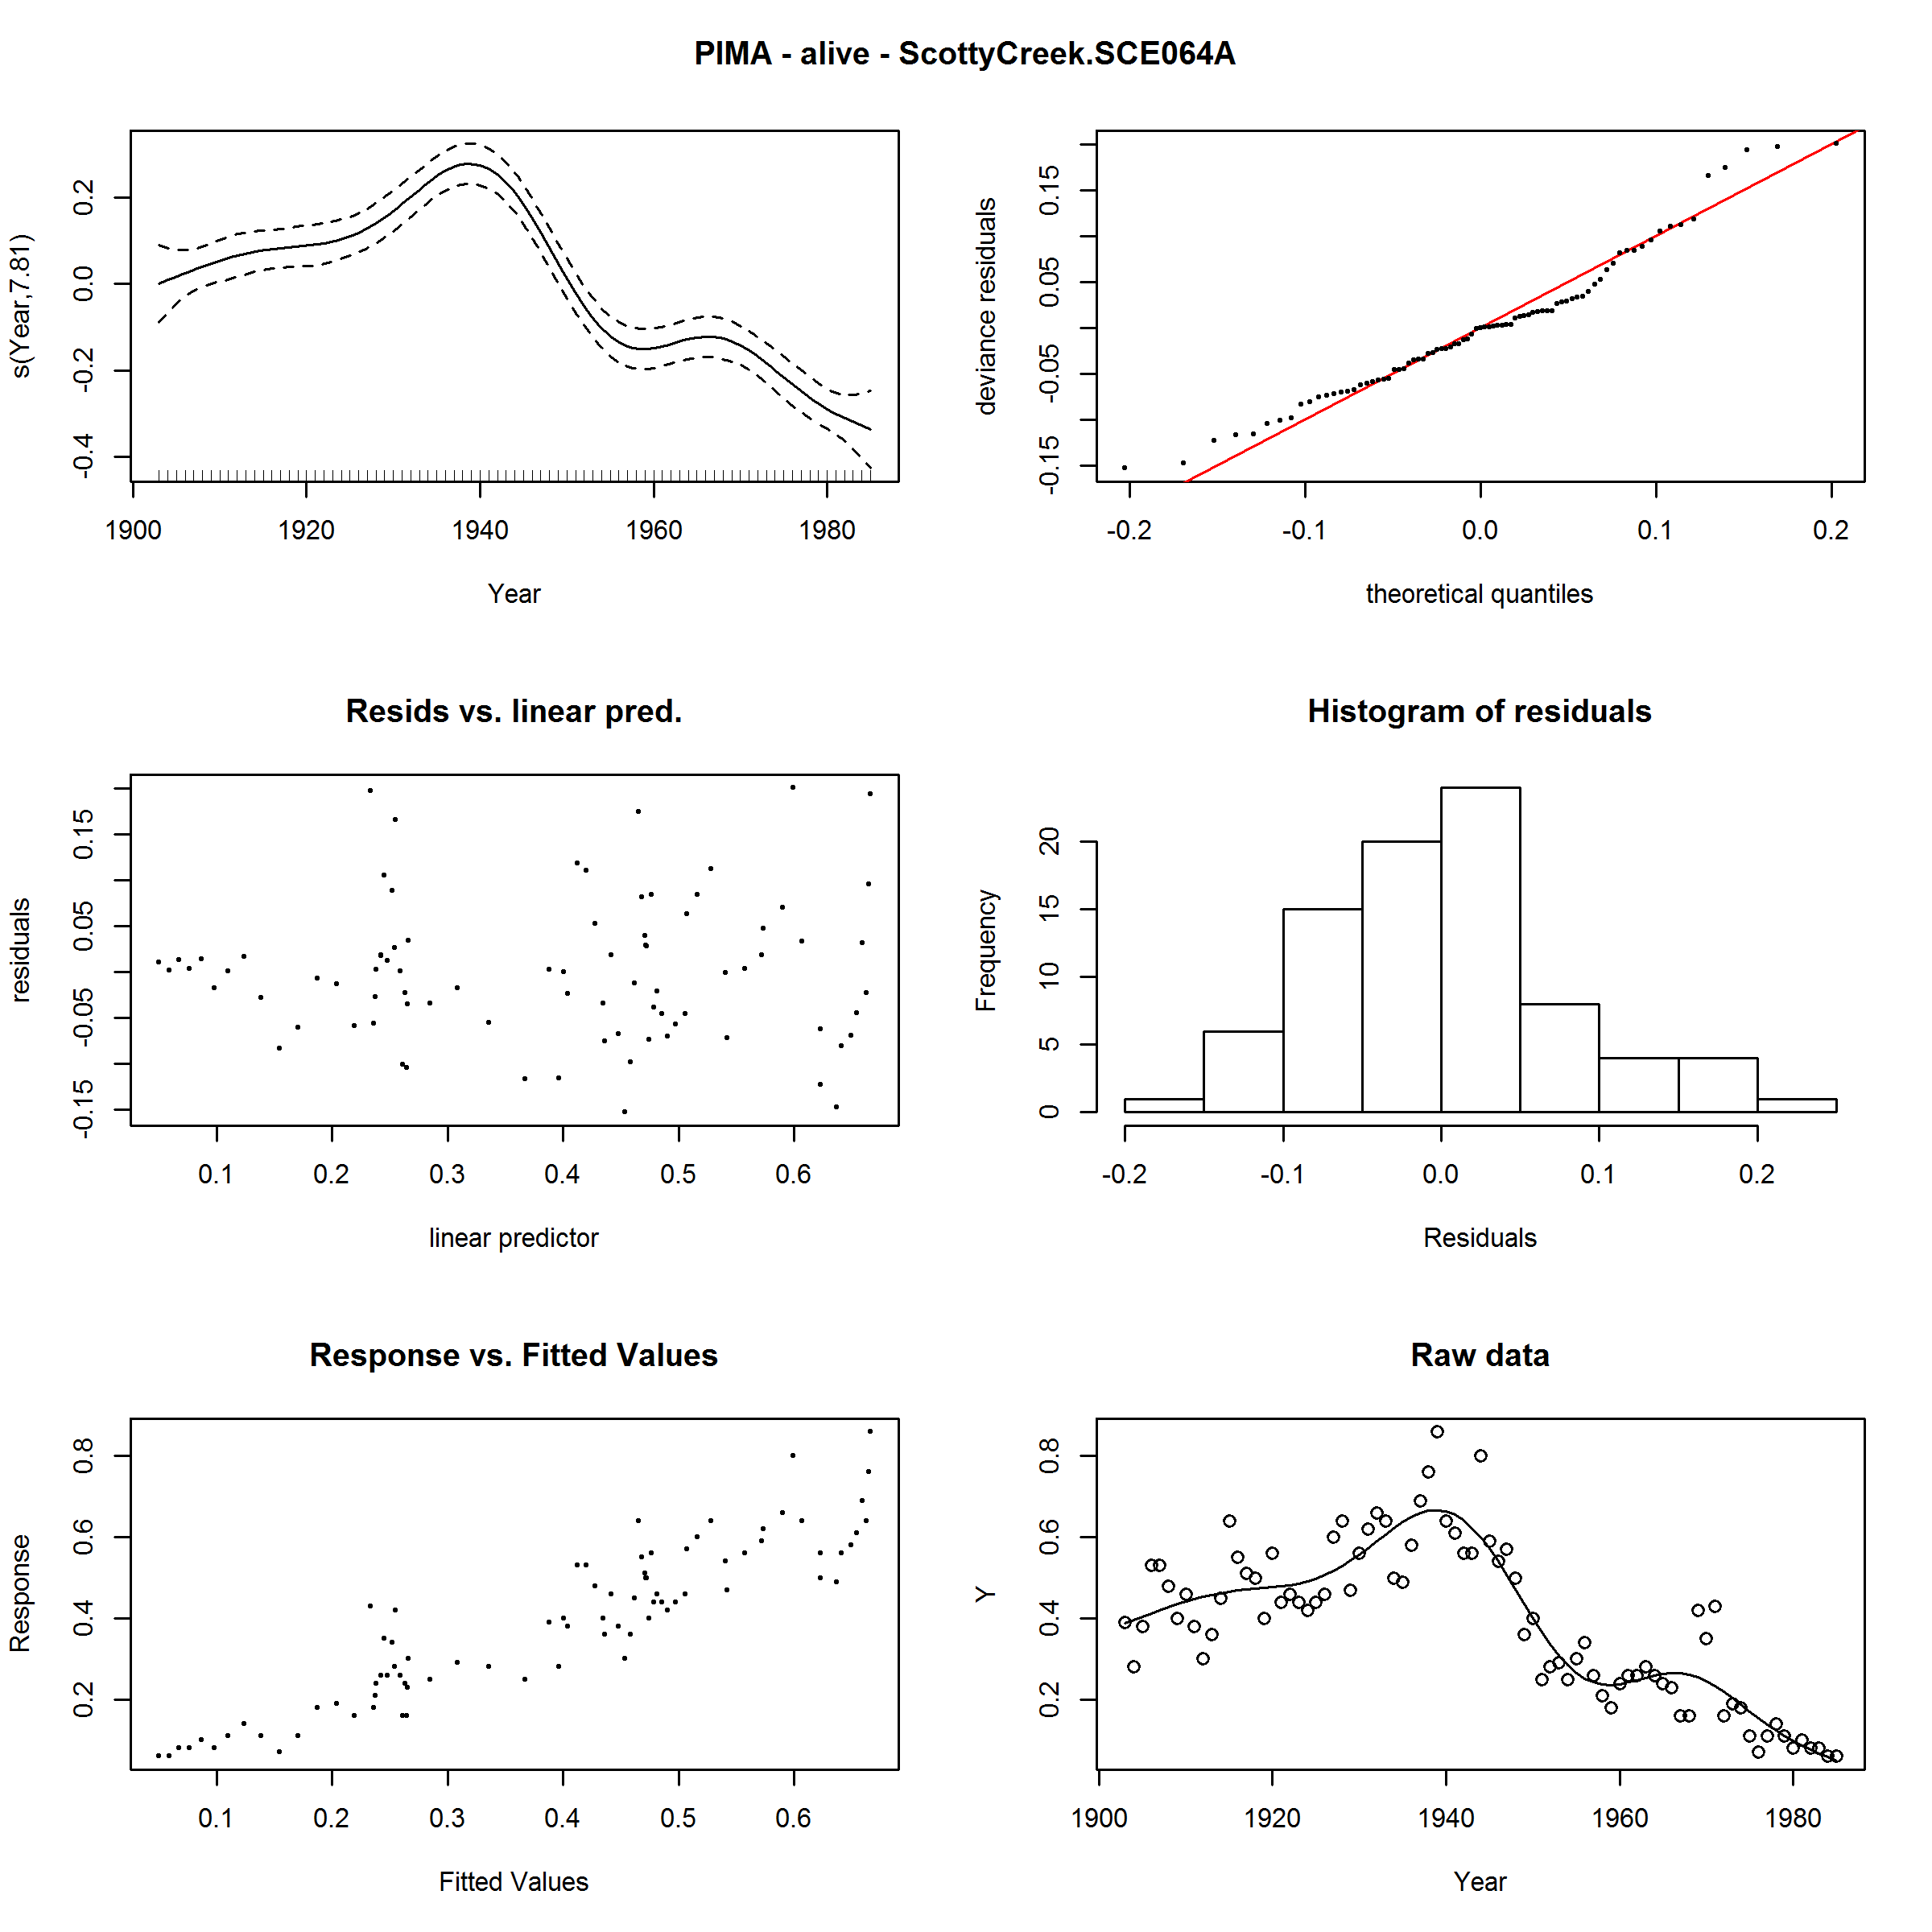 PIMA - alive - ScottyCreek.SCE064A
s(Year,7.81)
0.2
0.0
-0.2
-0.4
1900 1920 1940 1960 1980
Year
deviance residuals
0.15
0.05
-0.05
-0.15
-0.2 -0.1 0.0 0.1 0.2
theoretical quantiles
Resids vs. linear pred.
residuals
0.15
0.05
-0.05
-0.15
0.1 0.2 0.3 0.4 0.5 0.6
linear predictor
Histogram of residuals
Frequency
20
15
10
5
0
-0.2 -0.1 0.0 0.1 0.2
Residuals
Response vs. Fitted Values
Response
0.8
0.6
0.4
0.2
0.1 0.2 0.3 0.4 0.5 0.6
Fitted Values
Raw data
Y
0.8
0.6
0.4
0.2
1900 1920 1940 1960 1980
Year